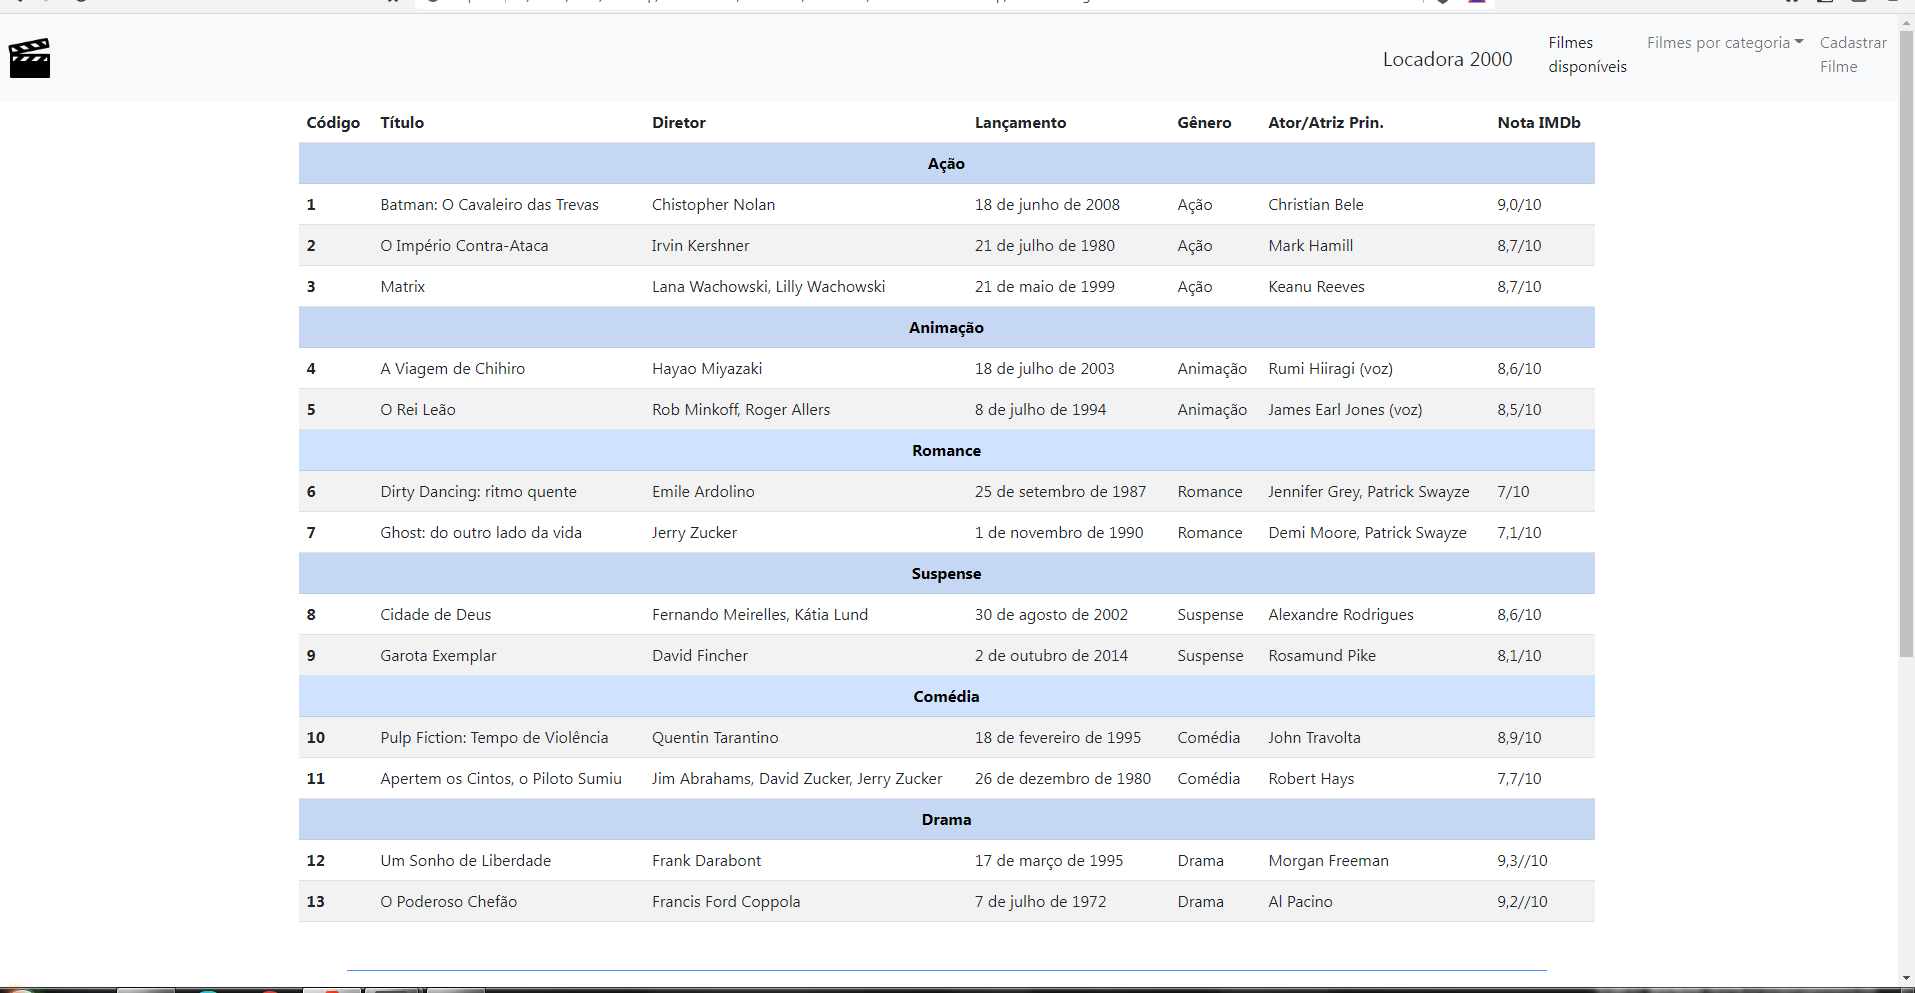 Locadora 2000
Filmes disponíveis
Filmes por categoria
Cadastrar Filme
Código Título Diretor Lançamento Gênero Ator/Atriz Prin. Nota IMDb
Ação
1 Batman: O Cavaleiro das Trevas Chistopher Nolan 18 de junho de 2008 Ação Christian Bele 9,0/10
2 O Império Contra-Ataca Irvin Kershner 21 de julho de 1980 Ação Mark Hamill 8,7/10
3 Matrix Lana Wachowski, Lilly Wachowski 21 de maio de 1999 Ação Keanu Reeves 8,7/10
Animação
4 A Viagem de Chihiro Hayao Miyazaki 18 de julho de 2003 Animação Rumi Hiiragi (voz) 8,6/10
5 O Rei Leão Rob Minkoff, Roger Allers 8 de julho de 1994 Animação James Earl Jones (voz) 8,5/10
Romance
6 Dirty Dancing: ritmo quente Emile Ardolino 25 de setembro de 1987 Romance Jennifer Grey, Patrick Swayze 7/10
7 Ghost: do outro lado da vida Jerry Zucker 1 de novembro de 1990 Romance Demi Moore, Patrick Swayze 7,1/10
Suspense
8 Cidade de Deus Fernando Meirelles, Kátia Lund 30 de agosto de 2002 Suspense Alexandre Rodrigues 8,6/10
9 Garota Exemplar David Fincher 2 de outubro de 2014 Suspense Rosamund Pike 8,1/10
Comédia
10 Pulp Fiction: Tempo de Violência Quentin Tarantino 18 de fevereiro de 1995 Comédia John Travolta 8,9/10
11 Apertem os Cintos, o Piloto Sumiu Jim Abrahams, David Zucker, Jerry Zucker 26 de dezembro de 1980 Comédia Robert Hays 7,7/10
Drama
12 Um Sonho de Liberdade Frank Darabont 17 de março de 1995 Drama Morgan Freeman 9,3//10
13 O Poderoso Chefão Francis Ford Coppola 7 de julho de 1972 Drama Al Pacino 9,2//10